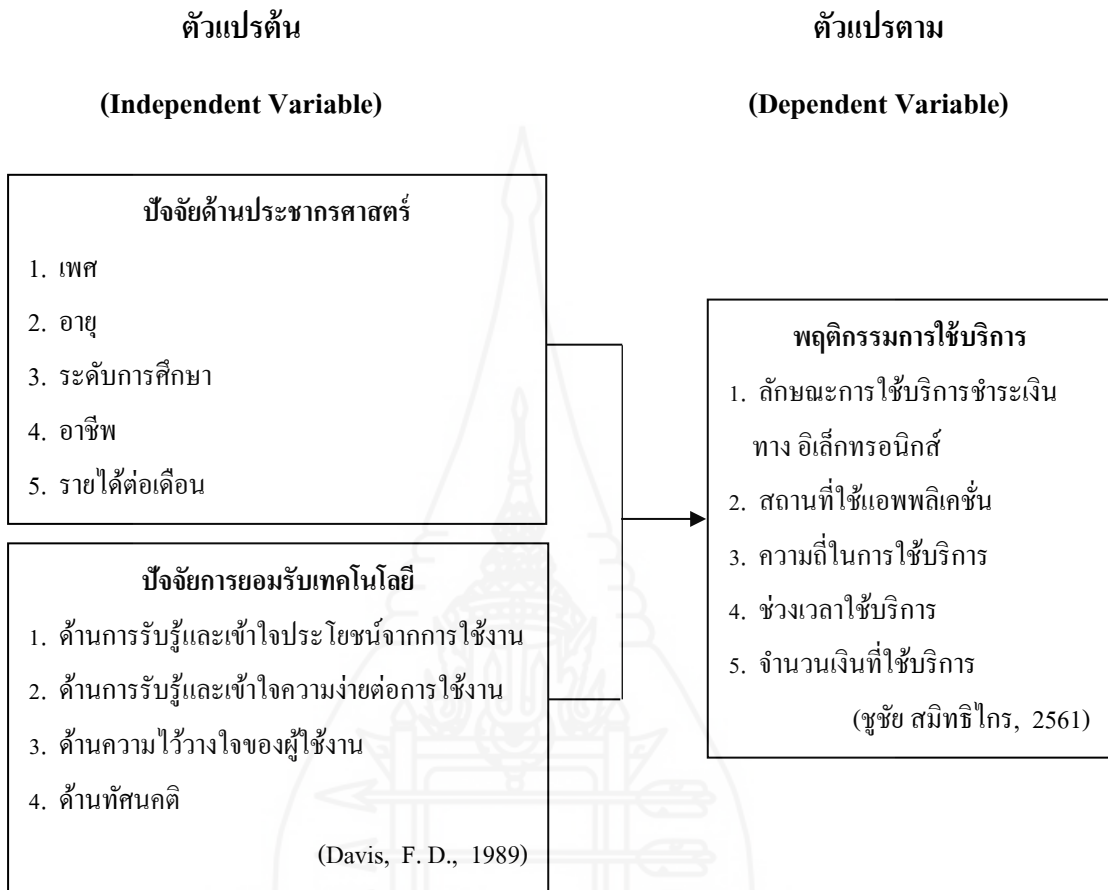 ตัวแปรต้น
(Independent Variable)
ตัวแปรตาม
(Dependent Variable)
ปัจจัยด้านประชากรศาสตร์
1. เพศ
2. อายุ
3. ระดับการศึกษา
4. อาชีพ
5. รายได้ต่อเดือน
ปัจจัยการยอมรับเทคโนโลยี
1. ด้านการรับรู้และเข้าใจประโยชน์จากการใช้งาน
2. ด้านการรับรู้และเข้าใจความง่ายต่อการใช้งาน
3. ด้านความไว้วางใจของผู้ใช้งาน
4. ด้านทัศนคติ
(Davis, F. D., 1989)
พฤติกรรมการใช้บริการ
1. ลักษณะการใช้บริการชำระเงิน
ทาง อิเล็กทรอนิกส์
2. สถานที่ใช้แอพพลิเคชั่น
3. ความถี่ในการใช้บริการ
4. ช่วงเวลาใช้บริการ
5. จำนวนเงินที่ใช้บริการ
(ชูชัย สมิทธิไกร, 2561)